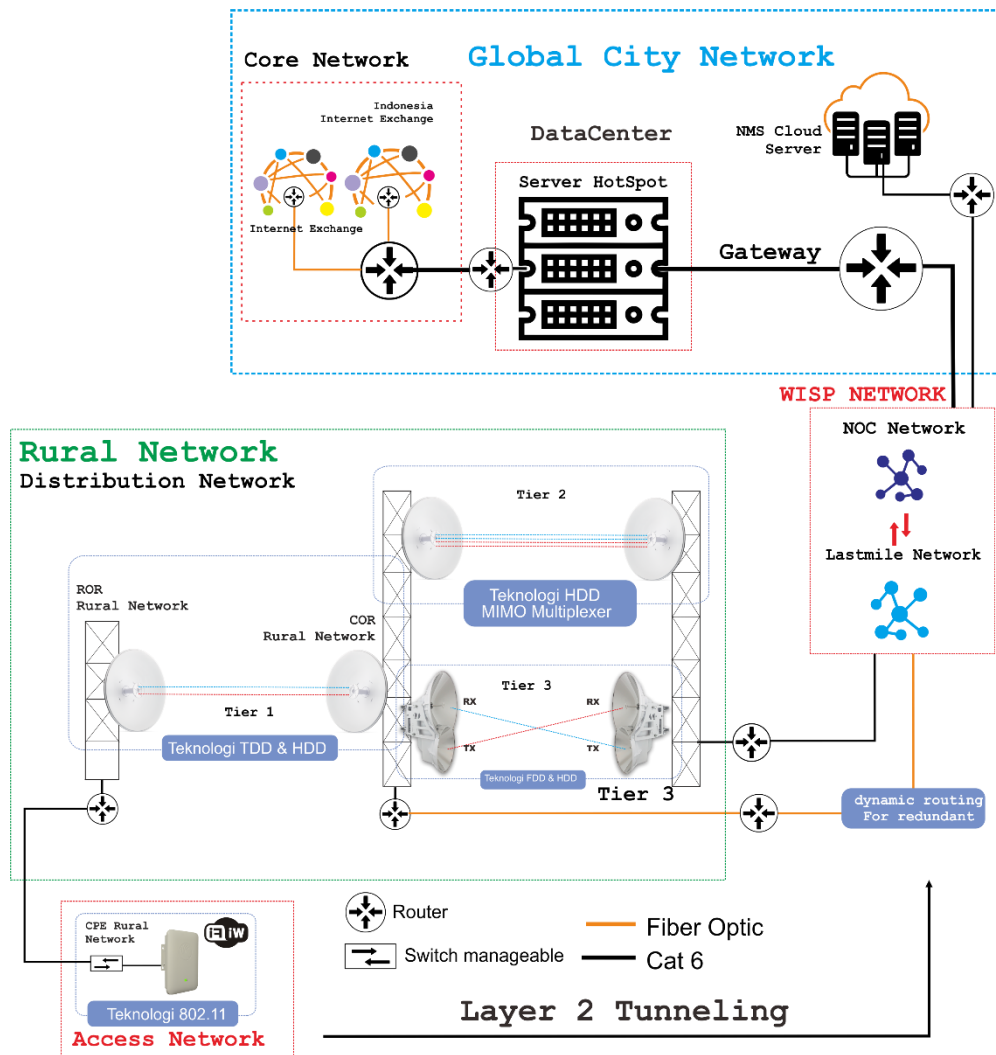 Global City Network
Core Network
Indonesia
Internet Exchange
Internet Exchange
DataCenter
Server HotSpot
NMS Cloud
Server
Gateway
WISP NETWORK
NOC Network
Lastmile Network
Rural Network
Distribution Network
Tier 2
Teknologi HDD
MIMO Multiplexer
ROR
Rural Network
COR
Rural Network
Tier 1
Teknologi TDD & HDD
Tier 3
RX
RX
TX
TX
Teknologi FDD & HDD
Tier 3
dynamic routing
For redundant
CPE Rural
Network
WiFi
Teknologi 802.11
Access Network
Router
Switch manageable
Fiber Optic
Cat 6
Layer 2 Tunneling